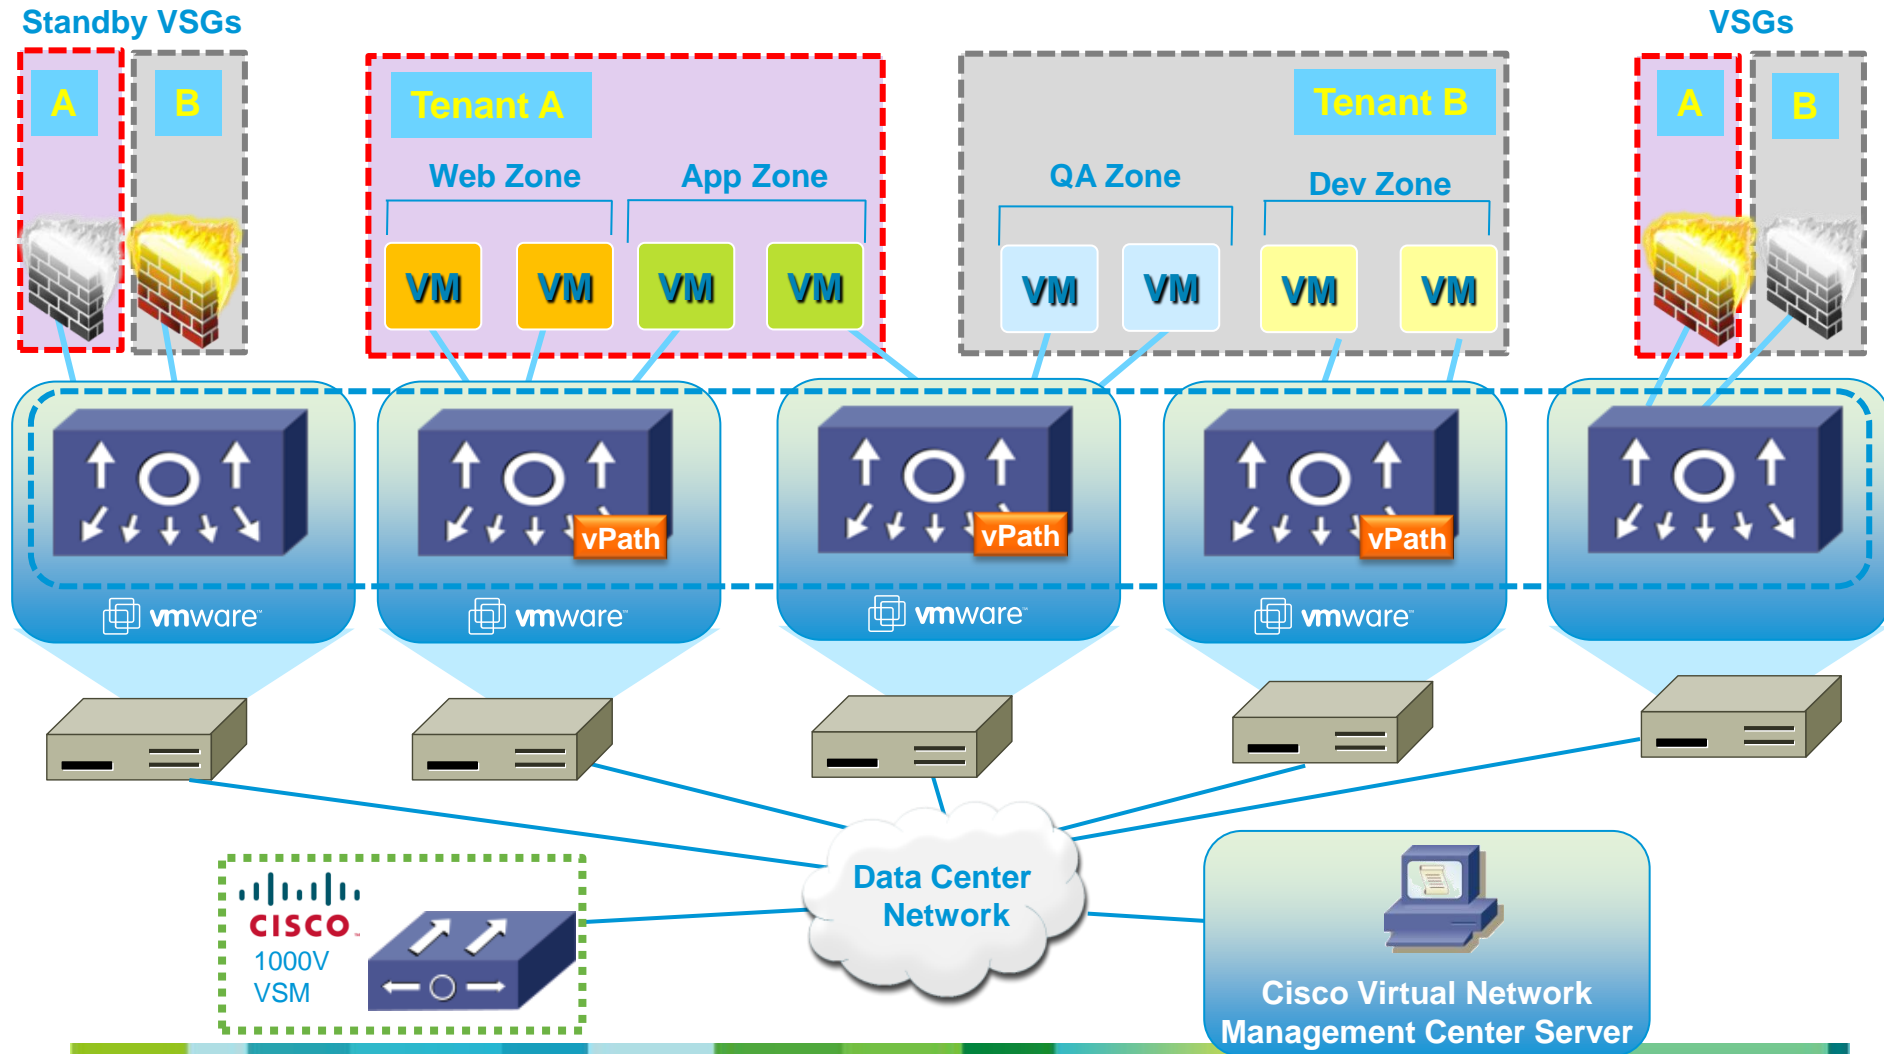 Standby VSGs
VSGs
A
B
Tenant A
Tenant B
A
B
Web Zone
App Zone
QA Zone
Dev Zone
VM
VM
VM
VM
VM
VM
VM
VM
vPath
vPath
vPath
vmware
vmware
vmware
vmware
Data Center
Network
CISCO
1000V
VSM
Cisco Virtual Network
Management Center Server